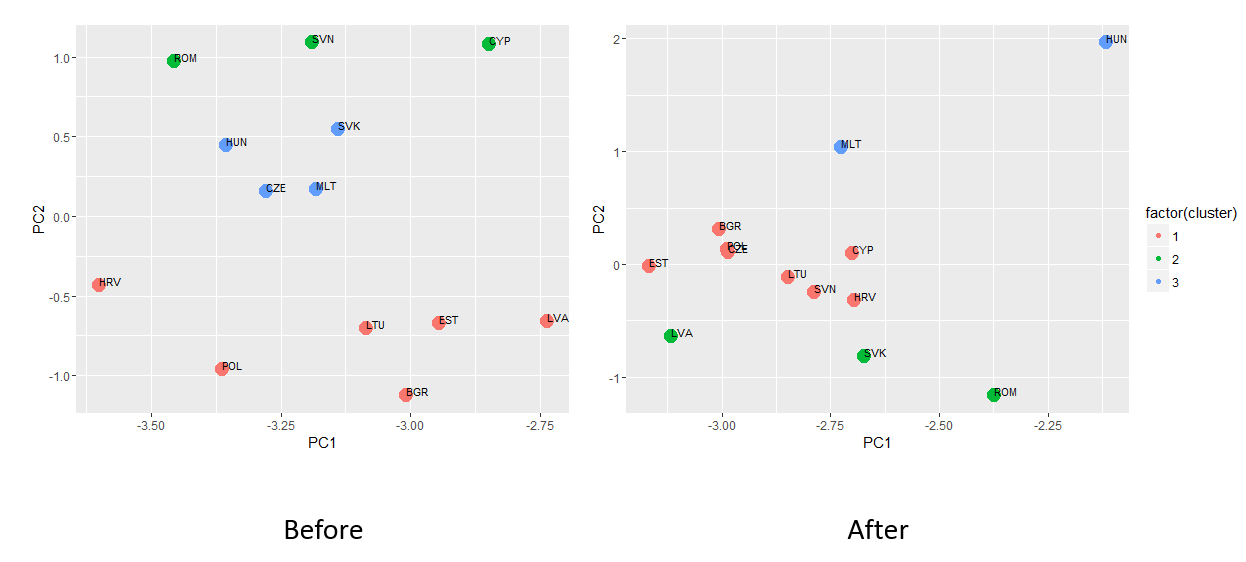 SVN
CYP
ROM
1.0
SVK
HUN
0.5
CZE
MLT
0.0
PC2
HRV
-0.5
LTU
EST
LVA
POL
-1.0
BGR
-3.50
-3.25
-3.00
-2.75
PC1
Before
2
HUN
1
MLT
BGR
POL
CZE
CYP
0
EST
LTU
SVN
HRV
PC2
LVA
SVK
-1
ROM
-3.00
-2.75
-2.50
-2.25
PC1
After
factor(cluster)
1
2
3